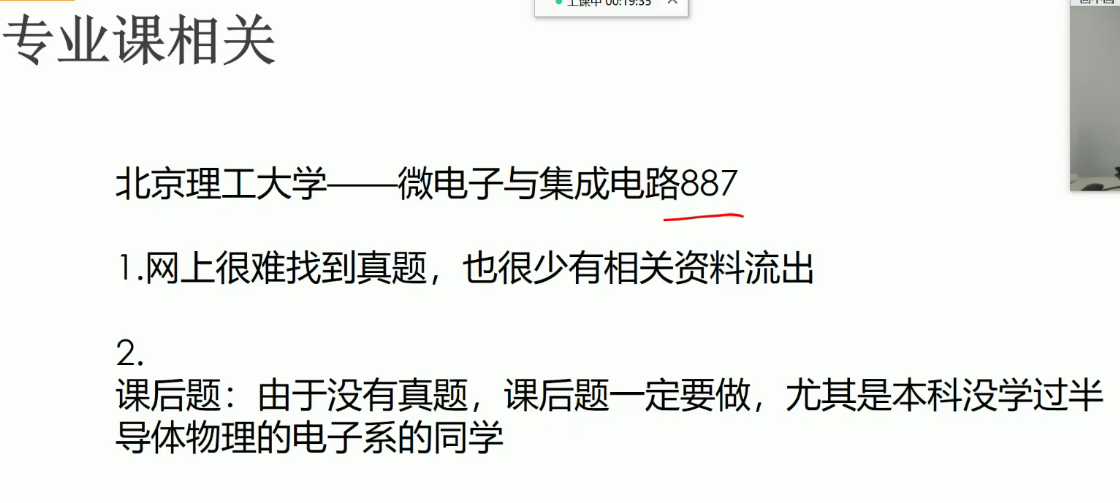 上课中 00:19:35
专业课相关
北京理工大学——微电子与集成电路887
1.网上很难找到真题，也很少有相关资料流出
2.
课后题：由于没有真题，课后题一定要做，尤其是本科没学过半
导体物理的电子系的同学